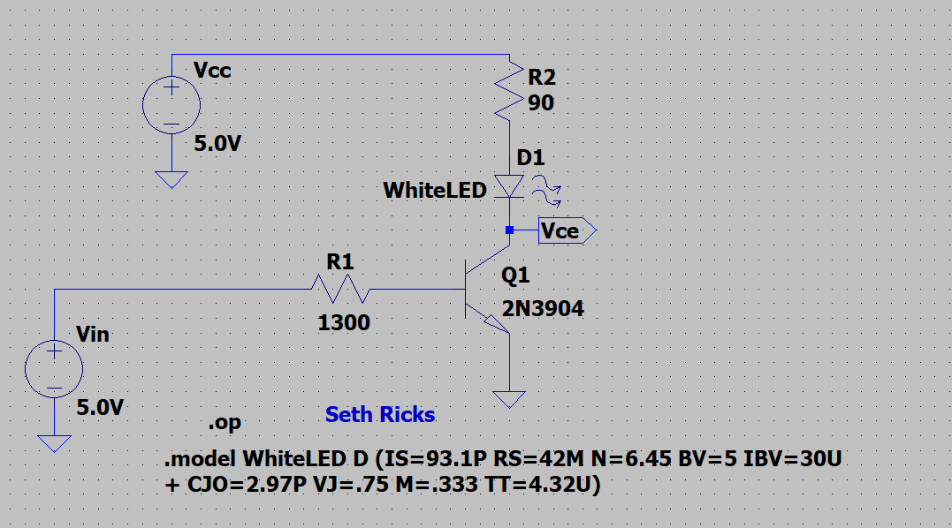 Vcc
R2
90
5.0V
D1
WhiteLED
Vce
R1
Q1
1300
2N3904
Vin
5.0V
Seth Ricks
.op
.model WhiteLED D (IS=93.1P RS=42M N=6.45 BV=5 IBV=30U
+ CJO=2.97P VJ=.75 M=.333 TT=4.32U)